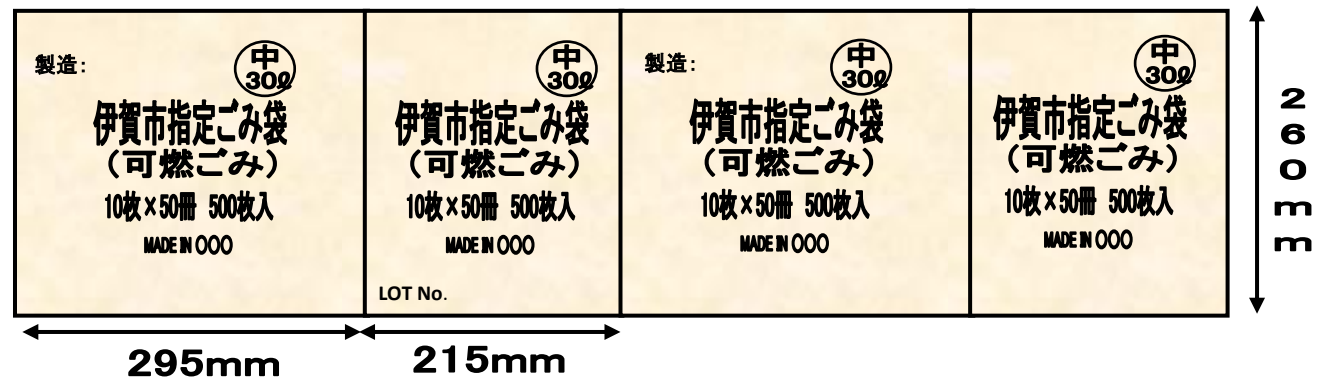 製造:
中
30ℓ
伊賀市指定ごみ袋
（可燃ごみ）
10枚×50冊 500枚入
MADE IN 〇〇〇
中
30ℓ
伊賀市指定ごみ袋
（可燃ごみ）
10枚×50冊 500枚入
MADE IN 〇〇〇
LOT No.
製造:
中
30ℓ
伊賀市指定ごみ袋
（可燃ごみ）
10枚×50冊 500枚入
MADE IN 〇〇〇
中
30ℓ
伊賀市指定ごみ袋
（可燃ごみ）
10枚×50冊 500枚入
MADE IN 〇〇〇
260mm
295mm
215mm